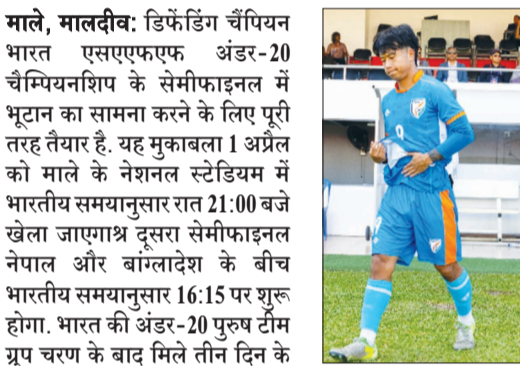 माले, मालदीव: डिफेंडिंग चैंपियन
भारत एसएएफएफ अंडर-20
चैम्पियनशिप के सेमीफाइनल में
भूटान का सामना करने के लिए पूरी
तरह तैयार है. यह मुकाबला 1 अप्रैल
को माले के नेशनल स्टेडियम में
भारतीय समयानुसार रात 21:00 बजे
खेला जाएगाश्र दूसरा सेमीफाइनल
नेपाल और बांग्लादेश के बीच
भारतीय समयानुसार 16:15 पर शुरू
होगा. भारत की अंडर-20 पुरुष टीम
ग्रुप चरण के बाद मिले तीन दिन के
9